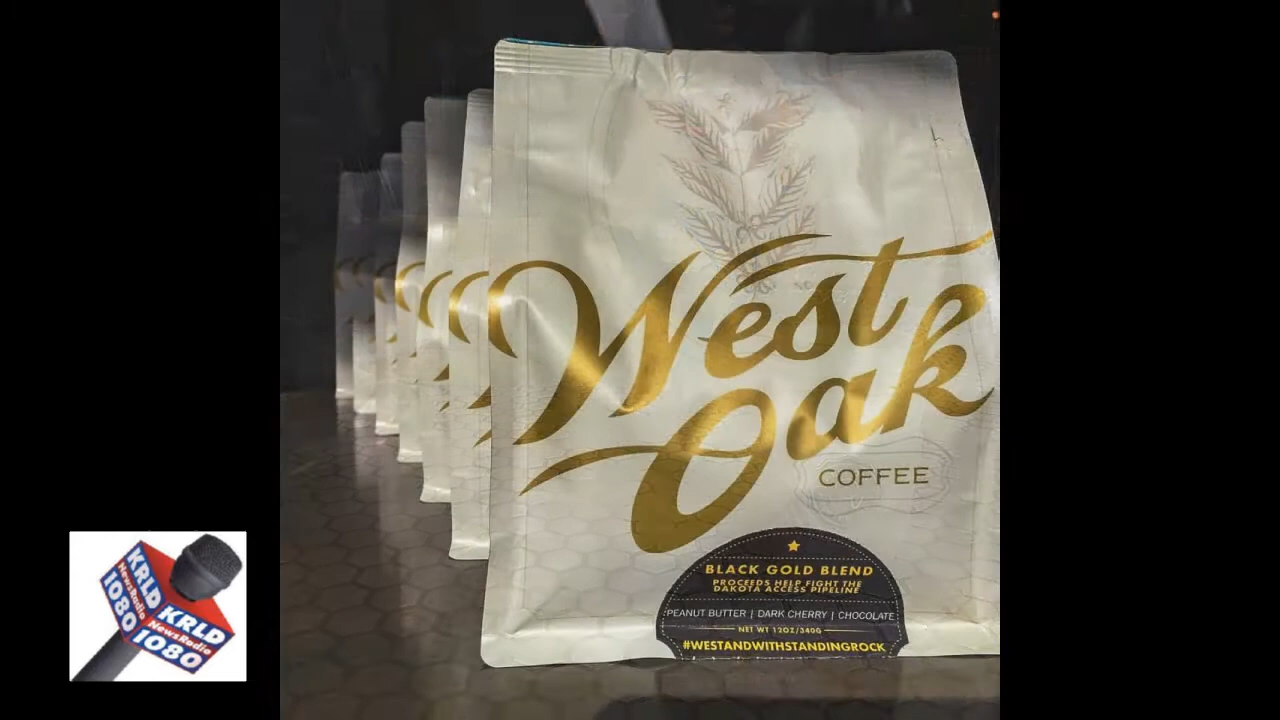 West
Oak
COFFEE
BLACK GOLD BLEND
PROCEEDS HELP FIGHT THE
DAKOTA ACCESS PIPELINE
PEANUT BUTTER | DARK CHERRY | CHOCOLATE
NET WT 12OZ/340G
#WESTANDWITHSTANDINGROCK
KRLD
NewsRadio
1080
KRLD
NewsRadio
1080